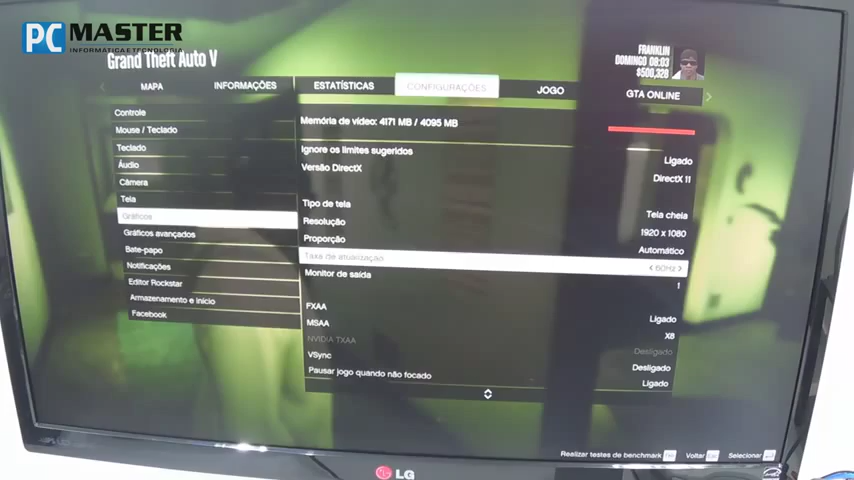 PC MASTER
INFORMÁTICA E TECNOLOGIA
Grand Theft Auto V
FRANKLIN
DOMINGO 08:03
$500,328
MAPA INFORMAÇÕES ESTATÍSTICAS CONFIGURAÇÕES JOGO GTA ONLINE
Controle
Mouse / Teclado
Teclado
Áudio
Câmera
Tela
Gráficos
Gráficos avançados
Bate-papo
Notificações
Editor Rockstar
Armazenamento e início
Facebook
Memória de vídeo: 4171 MB / 4095 MB
Ignore os limites sugeridos Ligado
Versão DirectX DirectX 11
Tipo de tela Tela cheia
Resolução 1920 x 1080
Proporção Automático
Taxa de atualização 60Hz
Monitor de saída 1
FXAA Ligado
MSAA X8
NVIDIA TXAA Desligado
VSync Desligado
Pausar jogo quando não focado Ligado
Realizar testes de benchmark Voltar Selecionar
LG